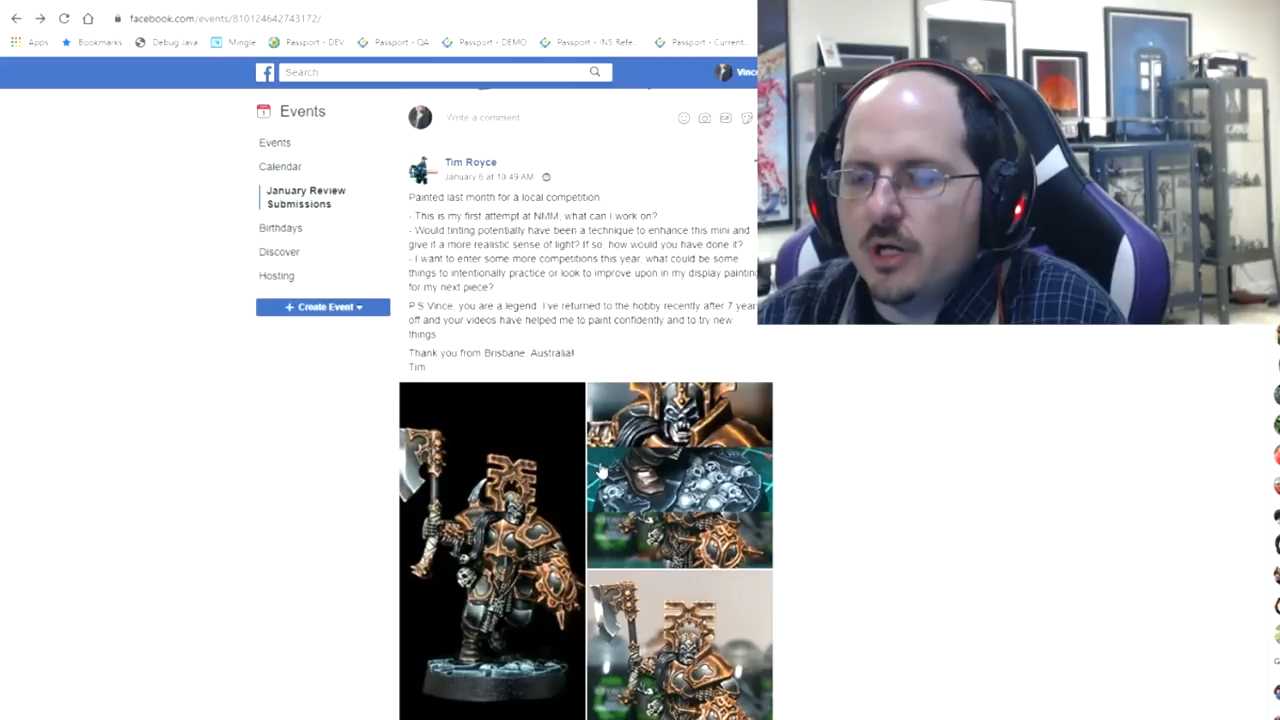 facebook.com/events/810124642743172/
Apps Bookmarks Debug Java Mingle Passport - DEV Passport - QA Passport - DEMO Passport - INS Refe... Passport - Current...
Search
Vinc
Events
Write a comment
Events
Calendar
January Review
Submissions
Birthdays
Discover
Hosting
+ Create Event
Tim Royce
January 6 at 10:49 AM
Painted last month for a local competition
- This is my first attempt at NMM, what can I work on?
- Would tinting potentially have been a technique to enhance this mini and
give it a more realistic sense of light? If so, how would you have done it?
- I want to enter some more competitions this year, what could be some
things to intentionally practice or look to improve upon in my display painting
for my next piece?
P.S Vince, you are a legend. I've returned to the hobby recently after 7 year
off and your videos have helped me to paint confidently and to try new
things
Thank you from Brisbane, Australia!
Tim